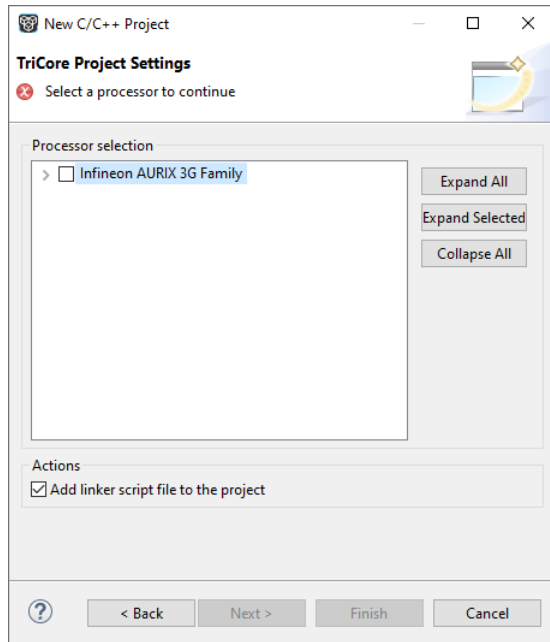 New C/C++ Project
TriCore Project Settings
Select a processor to continue
Processor selection
Infineon AURIX 3G Family
Expand All
Expand Selected
Collapse All
Actions
Add linker script file to the project
? < Back Next > Finish Cancel